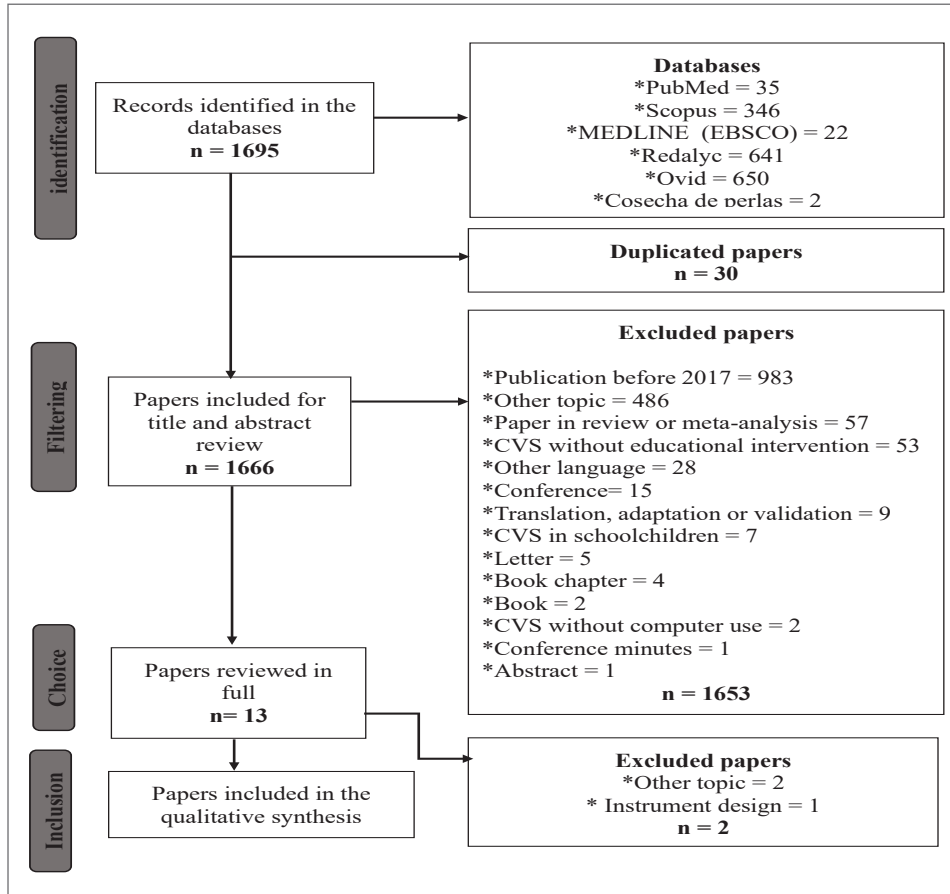 identification
Records identified in the
databases
n = 1695
Databases
*PubMed = 35
*Scopus = 346
*MEDLINE (EBSCO) = 22
*Redalyc = 641
*Ovid = 650
*Cosecha de perlas = 2
Duplicated papers
n = 30
Filtering
Papers included for
title and abstract
review
n = 1666
Excluded papers
*Publication before 2017 = 983
*Other topic = 486
*Paper in review or meta-analysis = 57
*CVS without educational intervention = 53
*Other language = 28
*Conference= 15
*Translation, adaptation or validation = 9
*CVS in schoolchildren = 7
*Letter = 5
*Book chapter = 4
*Book = 2
*CVS without computer use = 2
*Conference minutes = 1
*Abstract = 1
n = 1653
Choice
Papers reviewed in
full
n= 13
Excluded papers
*Other topic = 2
* Instrument design = 1
n = 2
Inclusion
Papers included in the
qualitative synthesis